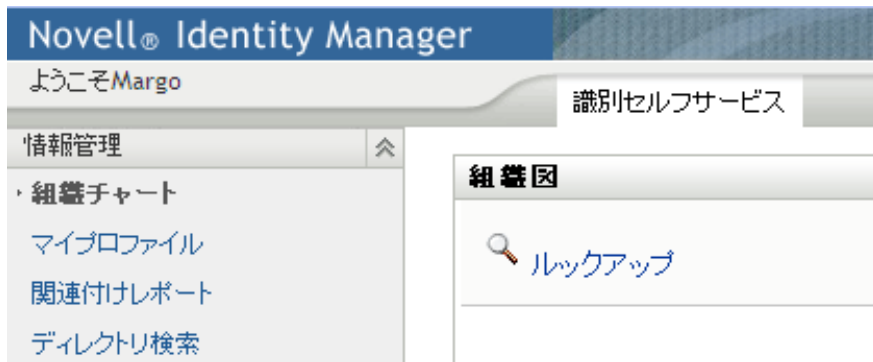 Novell® Identity Manager
ようこそMargo
識別セルフサービス
情報管理
組織チャート
マイプロファイル
関連付けレポート
ディレクトリ検索
組織図
ルックアップ